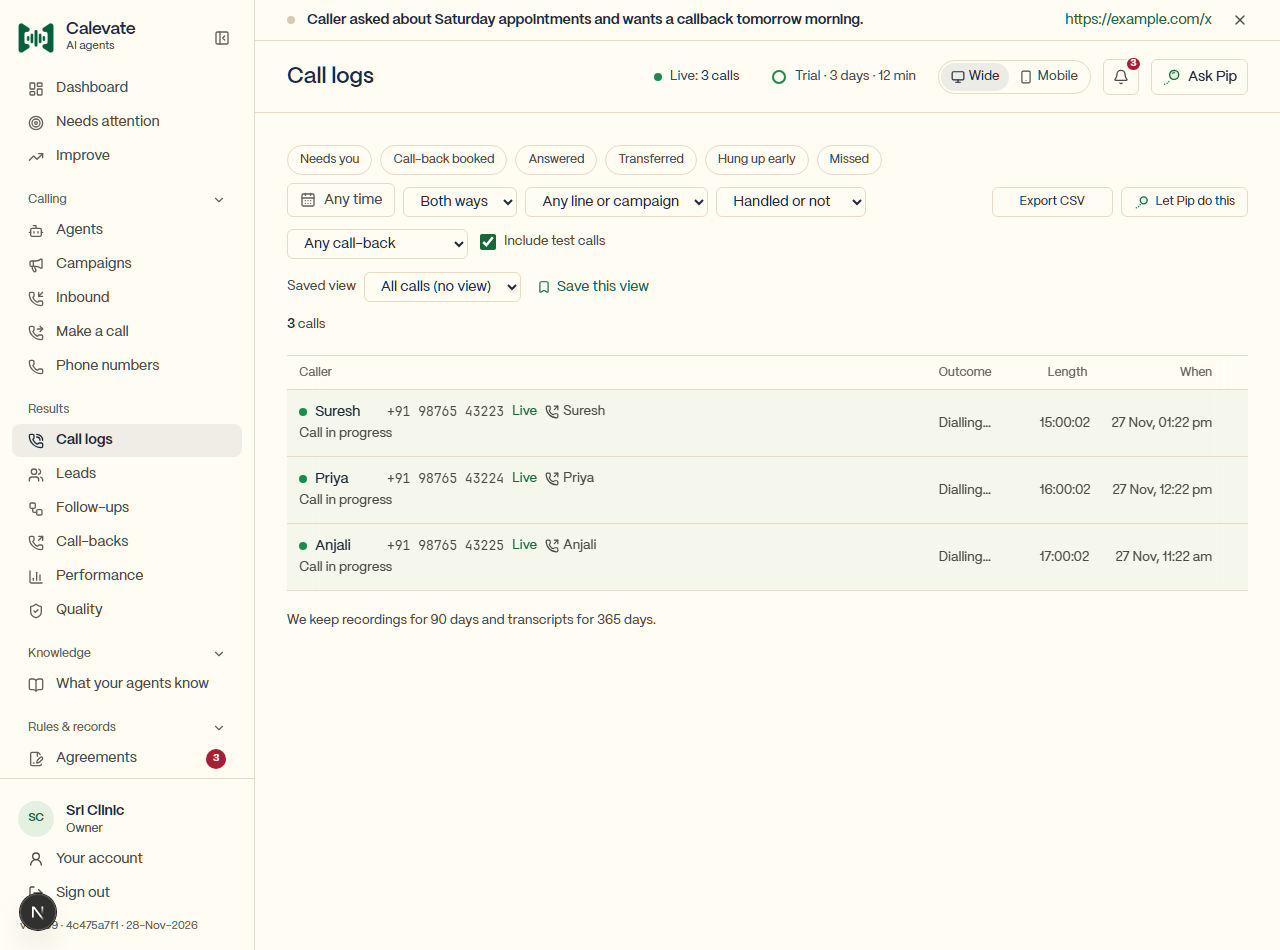 Calevate
AI agents
Dashboard
Needs attention
Improve
Calling
Agents
Campaigns
Inbound
Make a call
Phone numbers
Results
Call logs
Leads
Follow-ups
Call-backs
Performance
Quality
Knowledge
What your agents know
Rules & records
Agreements 3
SC Sri Clinic
Owner
Your account
Sign out
N · 4c475a7f1 · 28-Nov-2026
Caller asked about Saturday appointments and wants a callback tomorrow morning. https://example.com/x
Call logs Live: 3 calls Trial · 3 days · 12 min Wide Mobile 3 Ask Pip
Needs you Call-back booked Answered Transferred Hung up early Missed
Any time Both ways Any line or campaign Handled or not Export CSV Let Pip do this
Any call-back Include test calls
Saved view All calls (no view) Save this view
3 calls
Caller Outcome Length When
Suresh +91 98765 43223 Live Suresh Dialling... 15:00:02 27 Nov, 01:22 pm
Call in progress
Priya +91 98765 43224 Live Priya Dialling... 16:00:02 27 Nov, 12:22 pm
Call in progress
Anjali +91 98765 43225 Live Anjali Dialling... 17:00:02 27 Nov, 11:22 am
Call in progress
We keep recordings for 90 days and transcripts for 365 days.